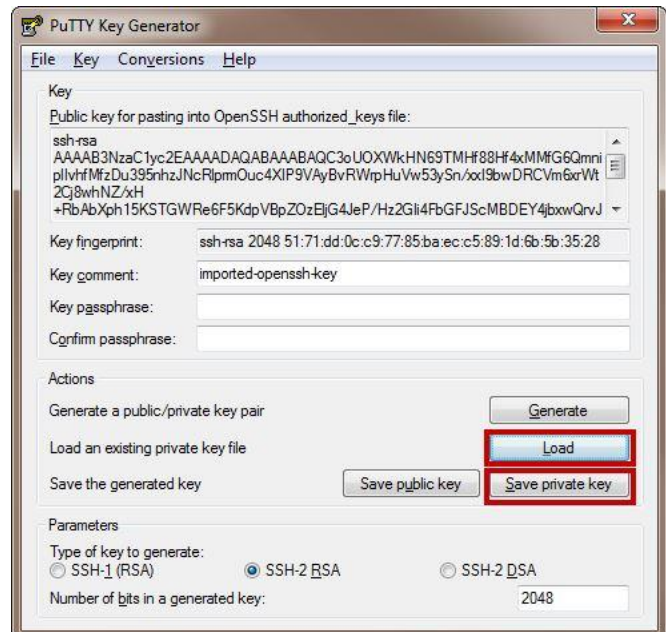 PuTTY Key Generator
File Key Conversions Help
Key
Public key for pasting into OpenSSH authorized_keys file:
ssh-rsa
AAAAB3NzaC1yc2EAAAADAQABAAABAQC3oUOXWkHN69TMHf88Hf4xMMfG6Qmni
pIlvhfMfzDu395nhzJNcRlprmOuc4XIP9VAyBvRWrpHuVw53ySn/xxI9bwDRCVm6xrWt
2Cj8whNZ/xH
+RbAbXph15KSTGWRe6F5KdpVBpZOzEljG4JeP/Hz2Gli4FbGFJScMBDEY4jbxwQrvJ
Key fingerprint: ssh-rsa 2048 51:71:dd:0c:c9:77:85:ba:ec:c5:89:1d:6b:5b:35:28
Key comment: imported-openssh-key
Key passphrase:
Confirm passphrase:
Actions
Generate a public/private key pair Generate
Load an existing private key file Load
Save the generated key Save public key Save private key
Parameters
Type of key to generate:
SSH-1 (RSA) SSH-2 RSA SSH-2 DSA
Number of bits in a generated key: 2048